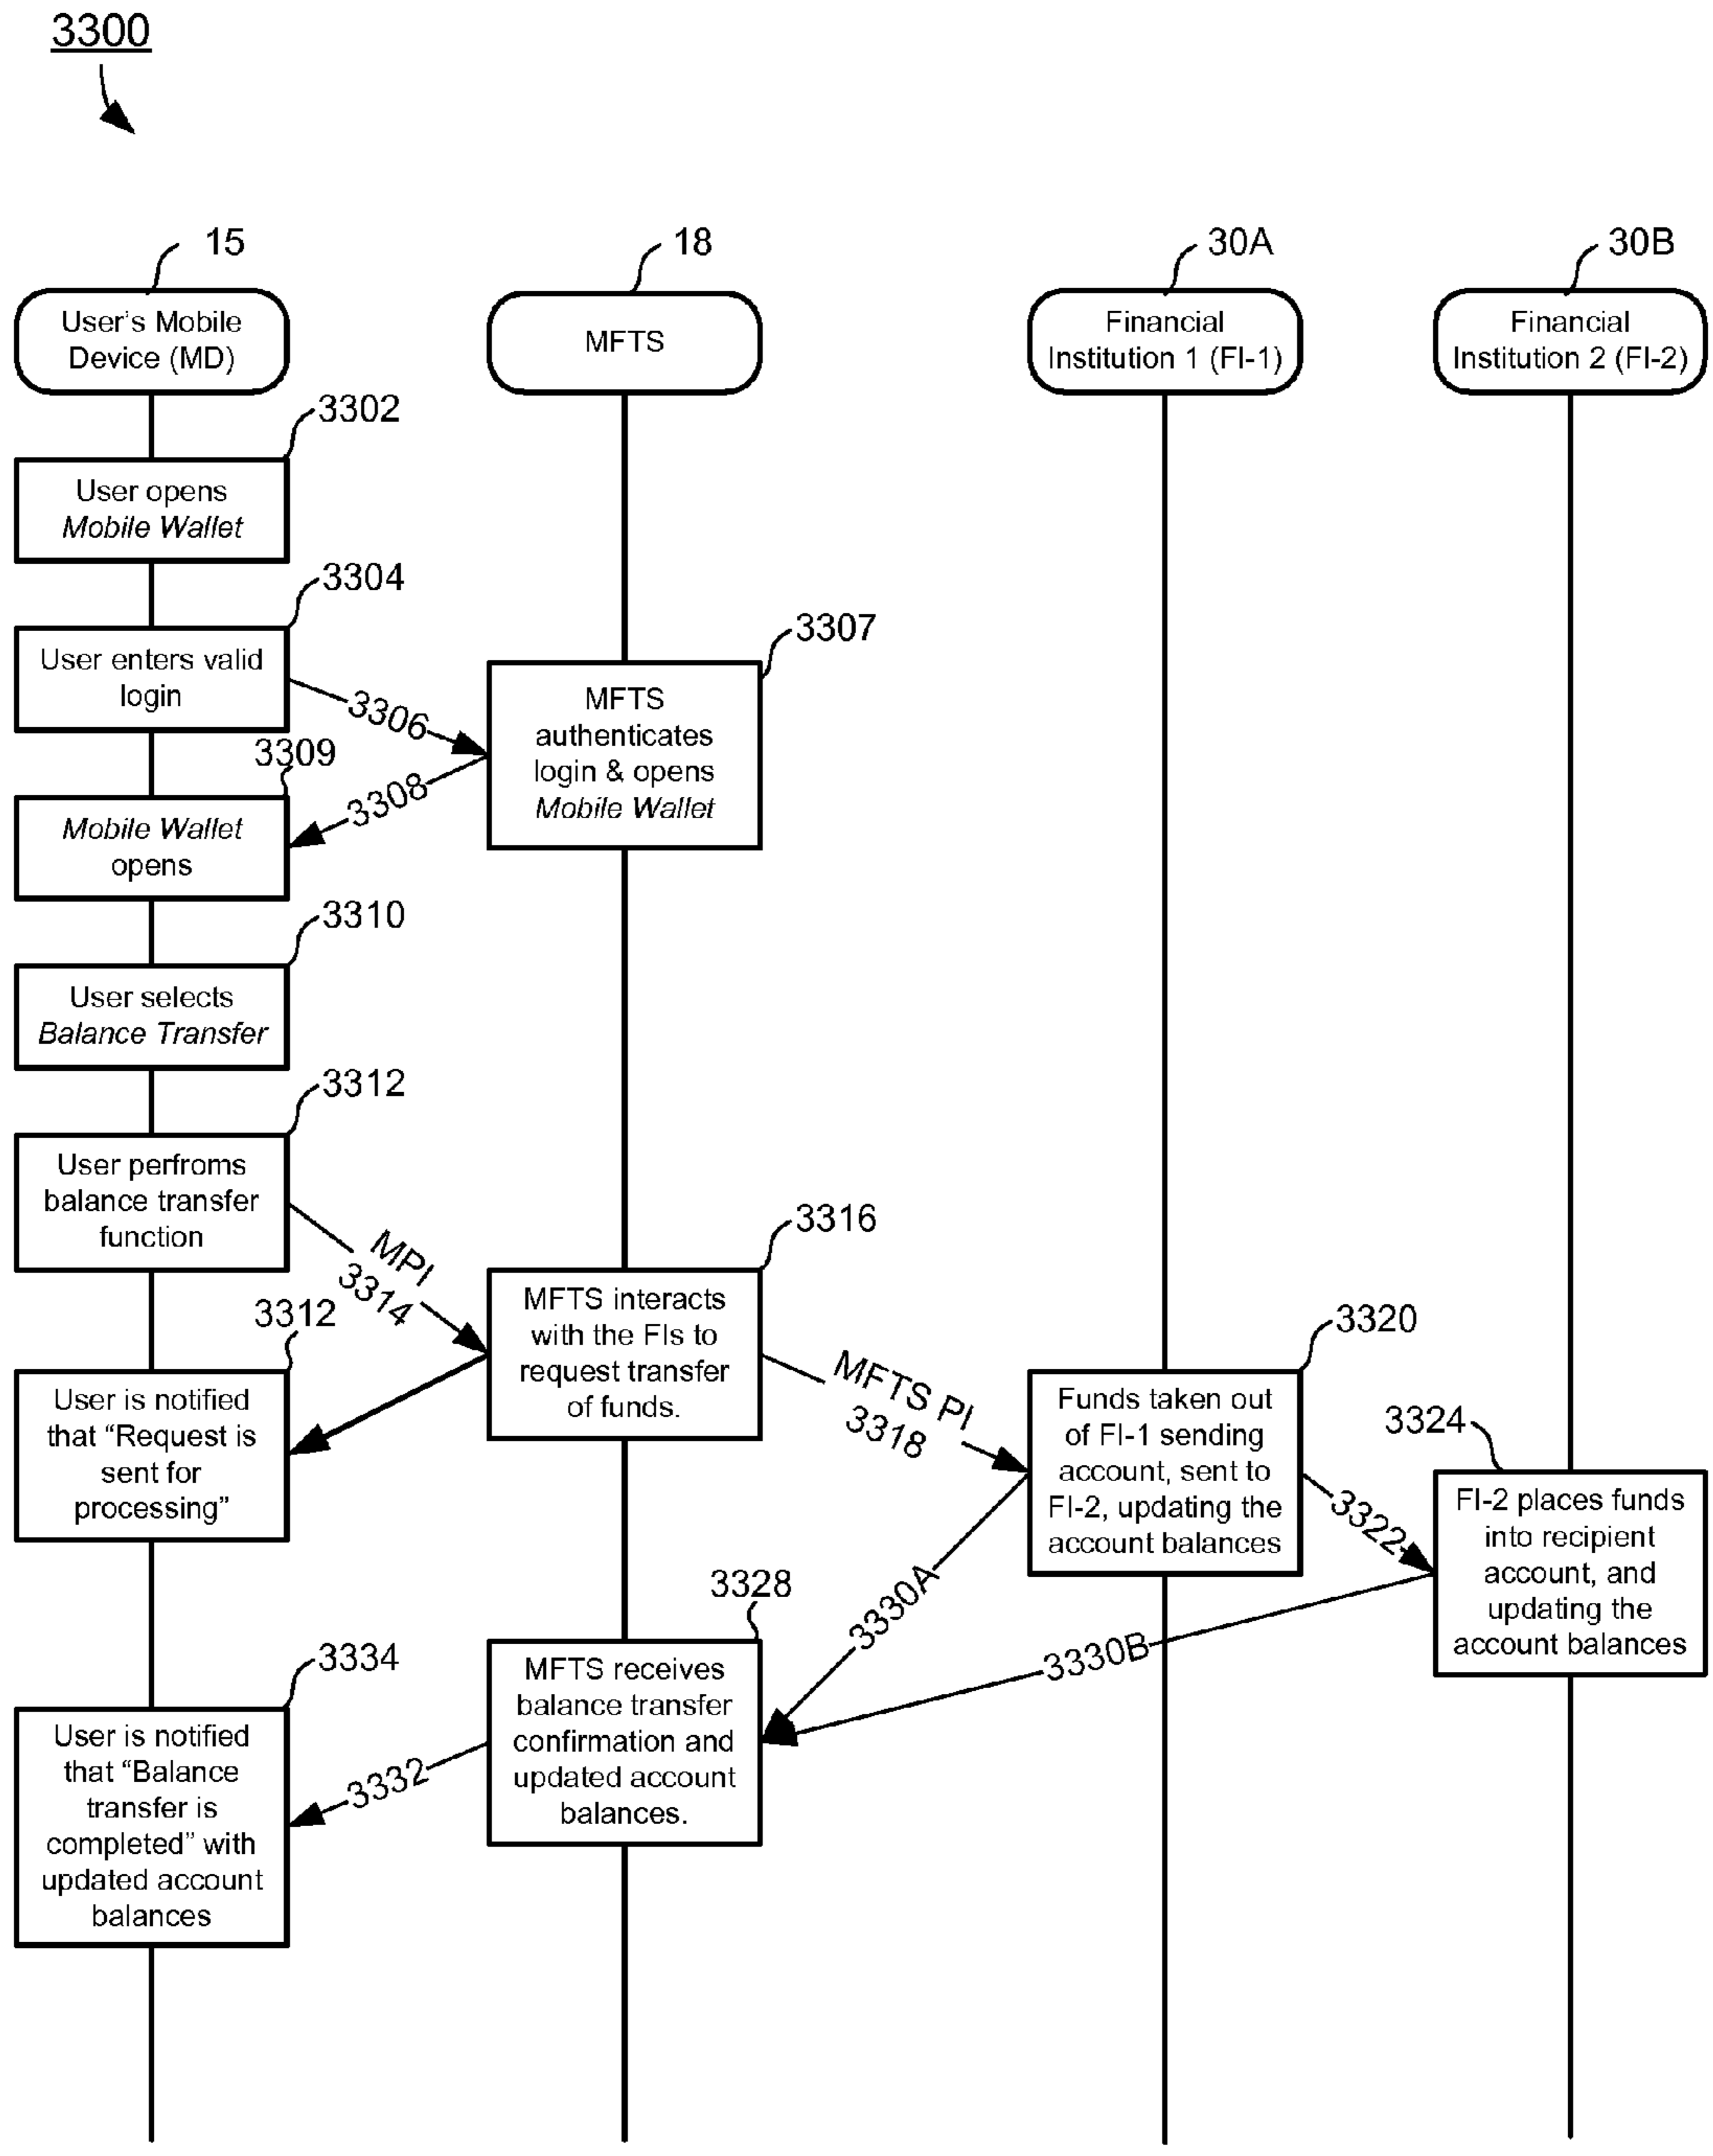 3300
15
18
30A
30B
User's Mobile
Device (MD)
MFTS
Financial
Institution 1 (FI-1)
Financial
Institution 2 (FI-2)
3302
User opens
Mobile Wallet
3304
User enters valid
login
3306
3307
MFTS
authenticates
login & opens
Mobile Wallet
3308
3309
Mobile Wallet
opens
3310
User selects
Balance Transfer
3312
User perfroms
balance transfer
function
MPI
3314
3316
MFTS interacts
with the FIs to
request transfer
of funds.
3312
User is notified
that “Request is
sent for
processing”
MFTS PI
3318
3320
Funds taken out
of FI-1 sending
account, sent to
FI-2, updating the
account balances
3322
3324
FI-2 places funds
into recipient
account, and
updating the
account balances
3330A
3330B
3328
MFTS receives
balance transfer
confirmation and
updated account
balances.
3332
3334
User is notified
that “Balance
transfer is
completed” with
updated account
balances